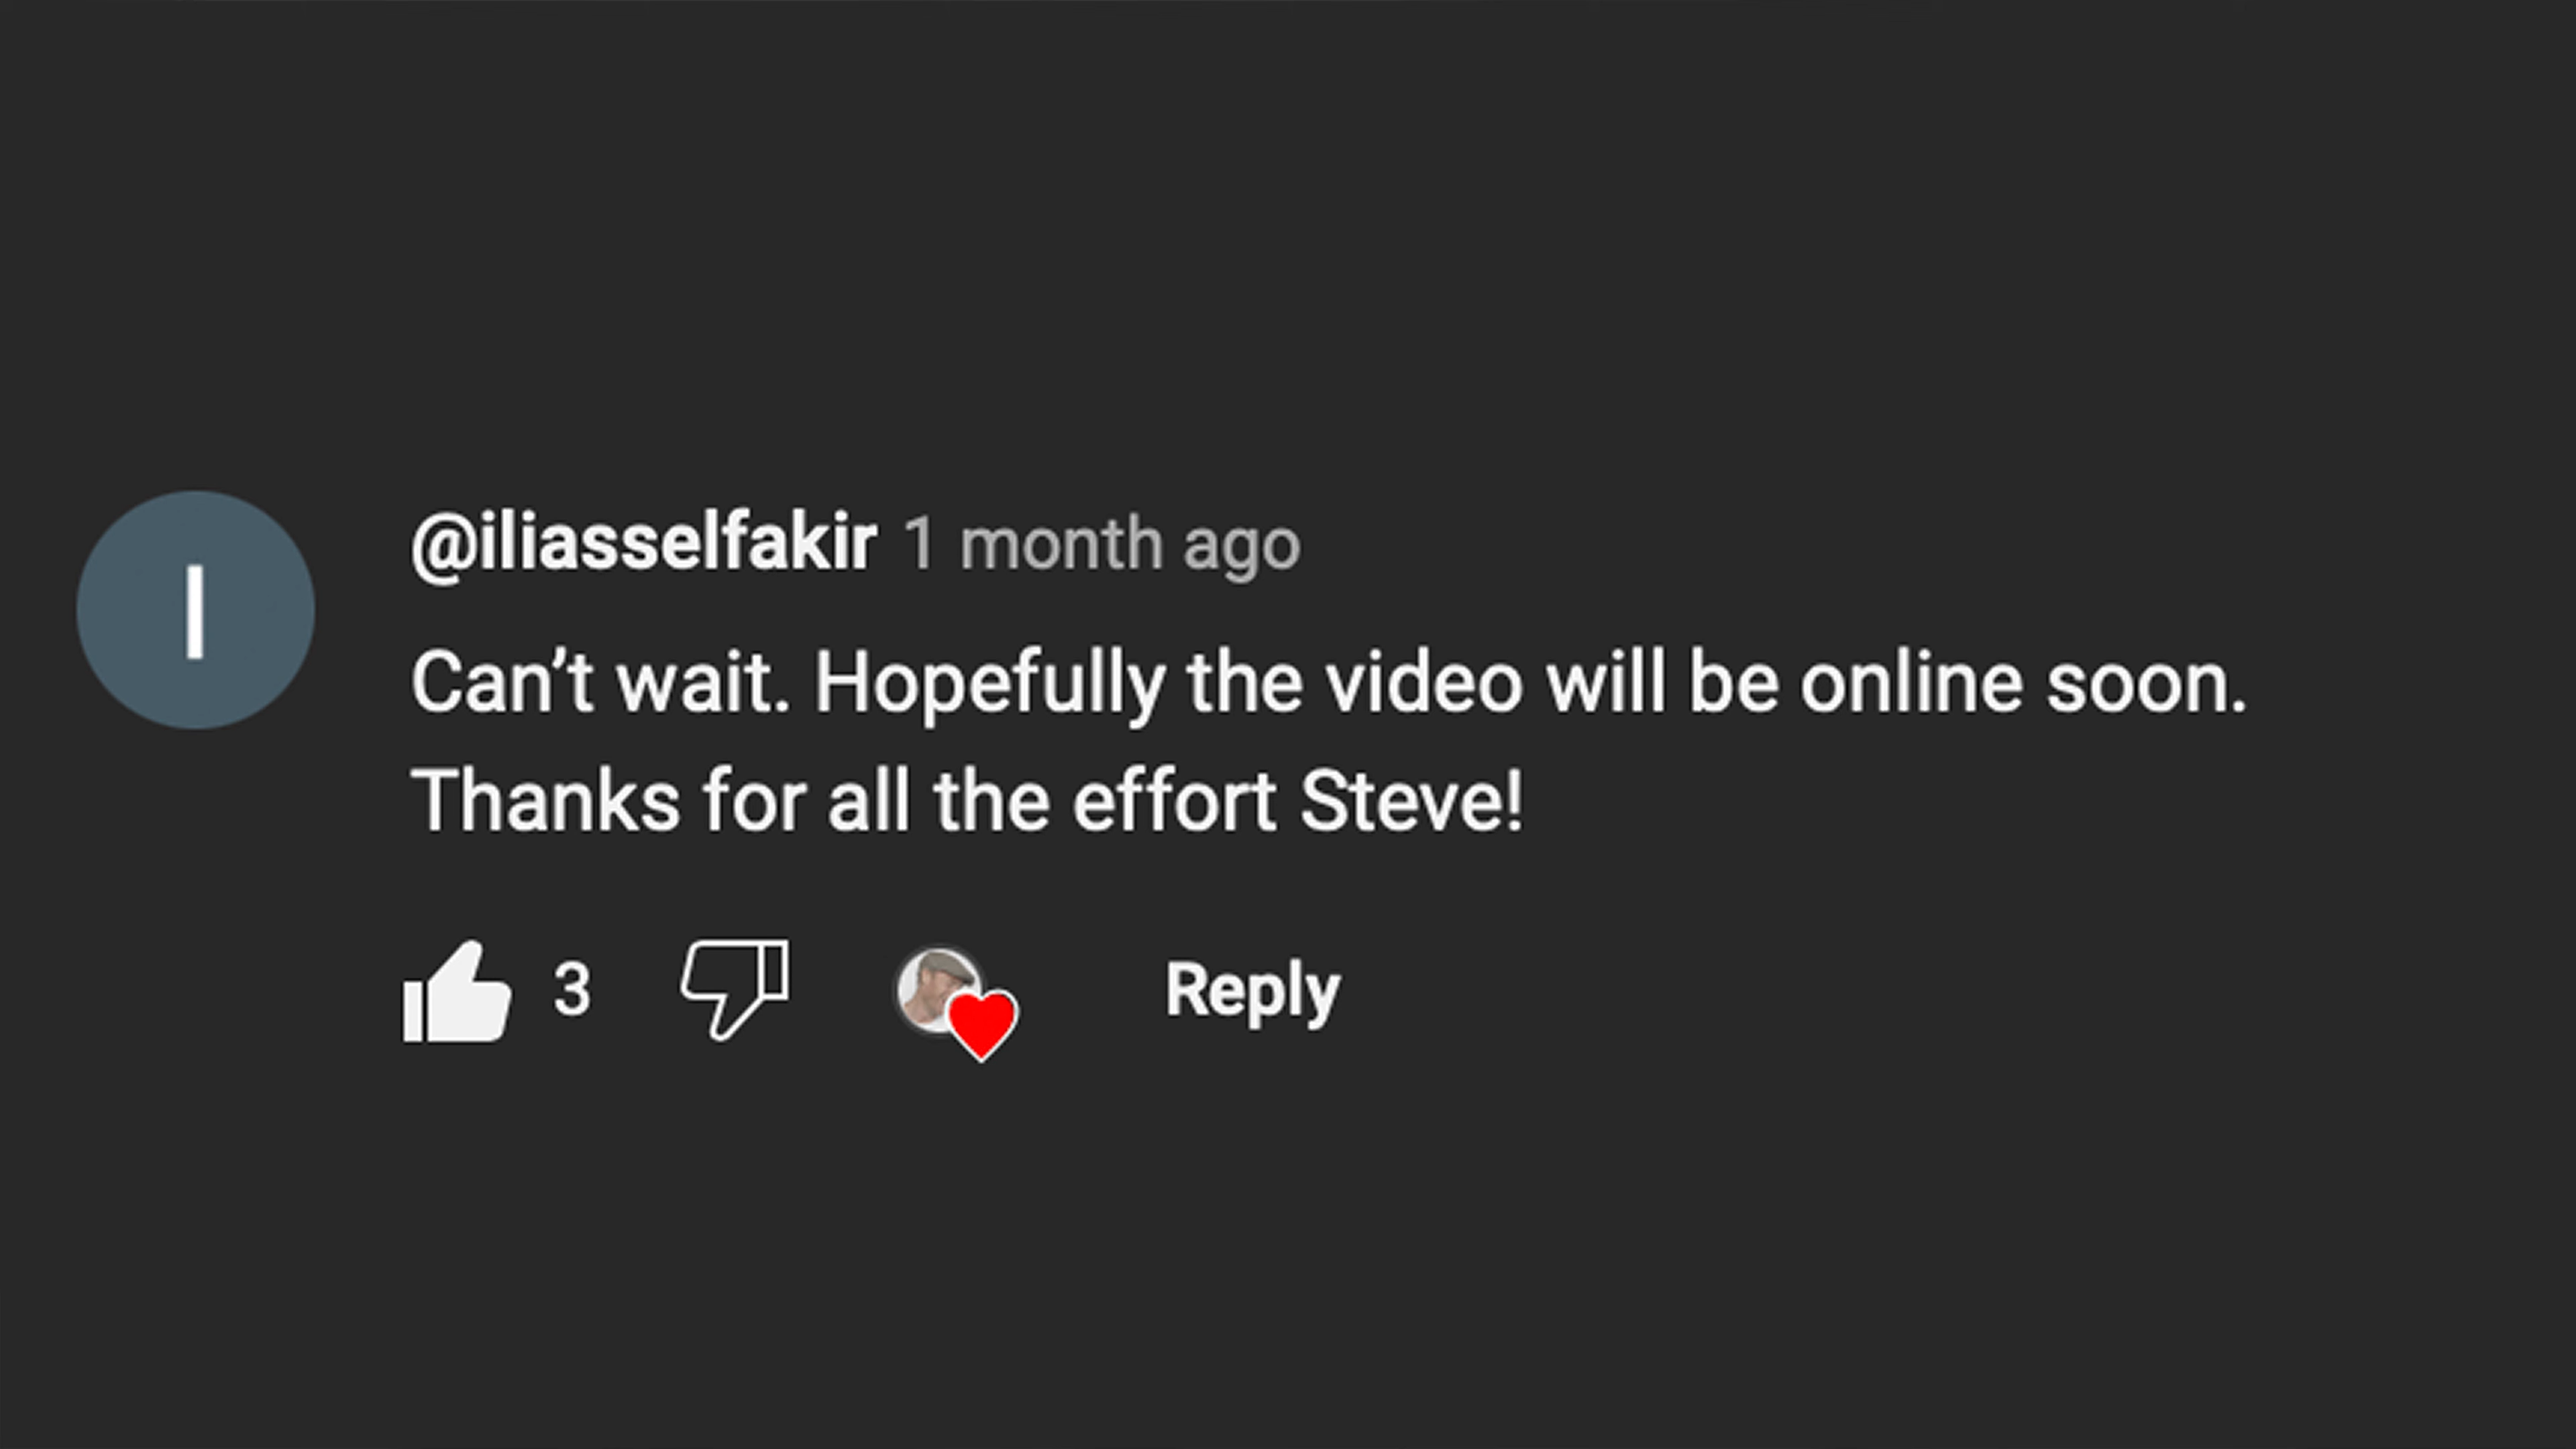 I
@iliasselfakir 1 month ago
Can’t wait. Hopefully the video will be online soon.
Thanks for all the effort Steve!
3 Reply